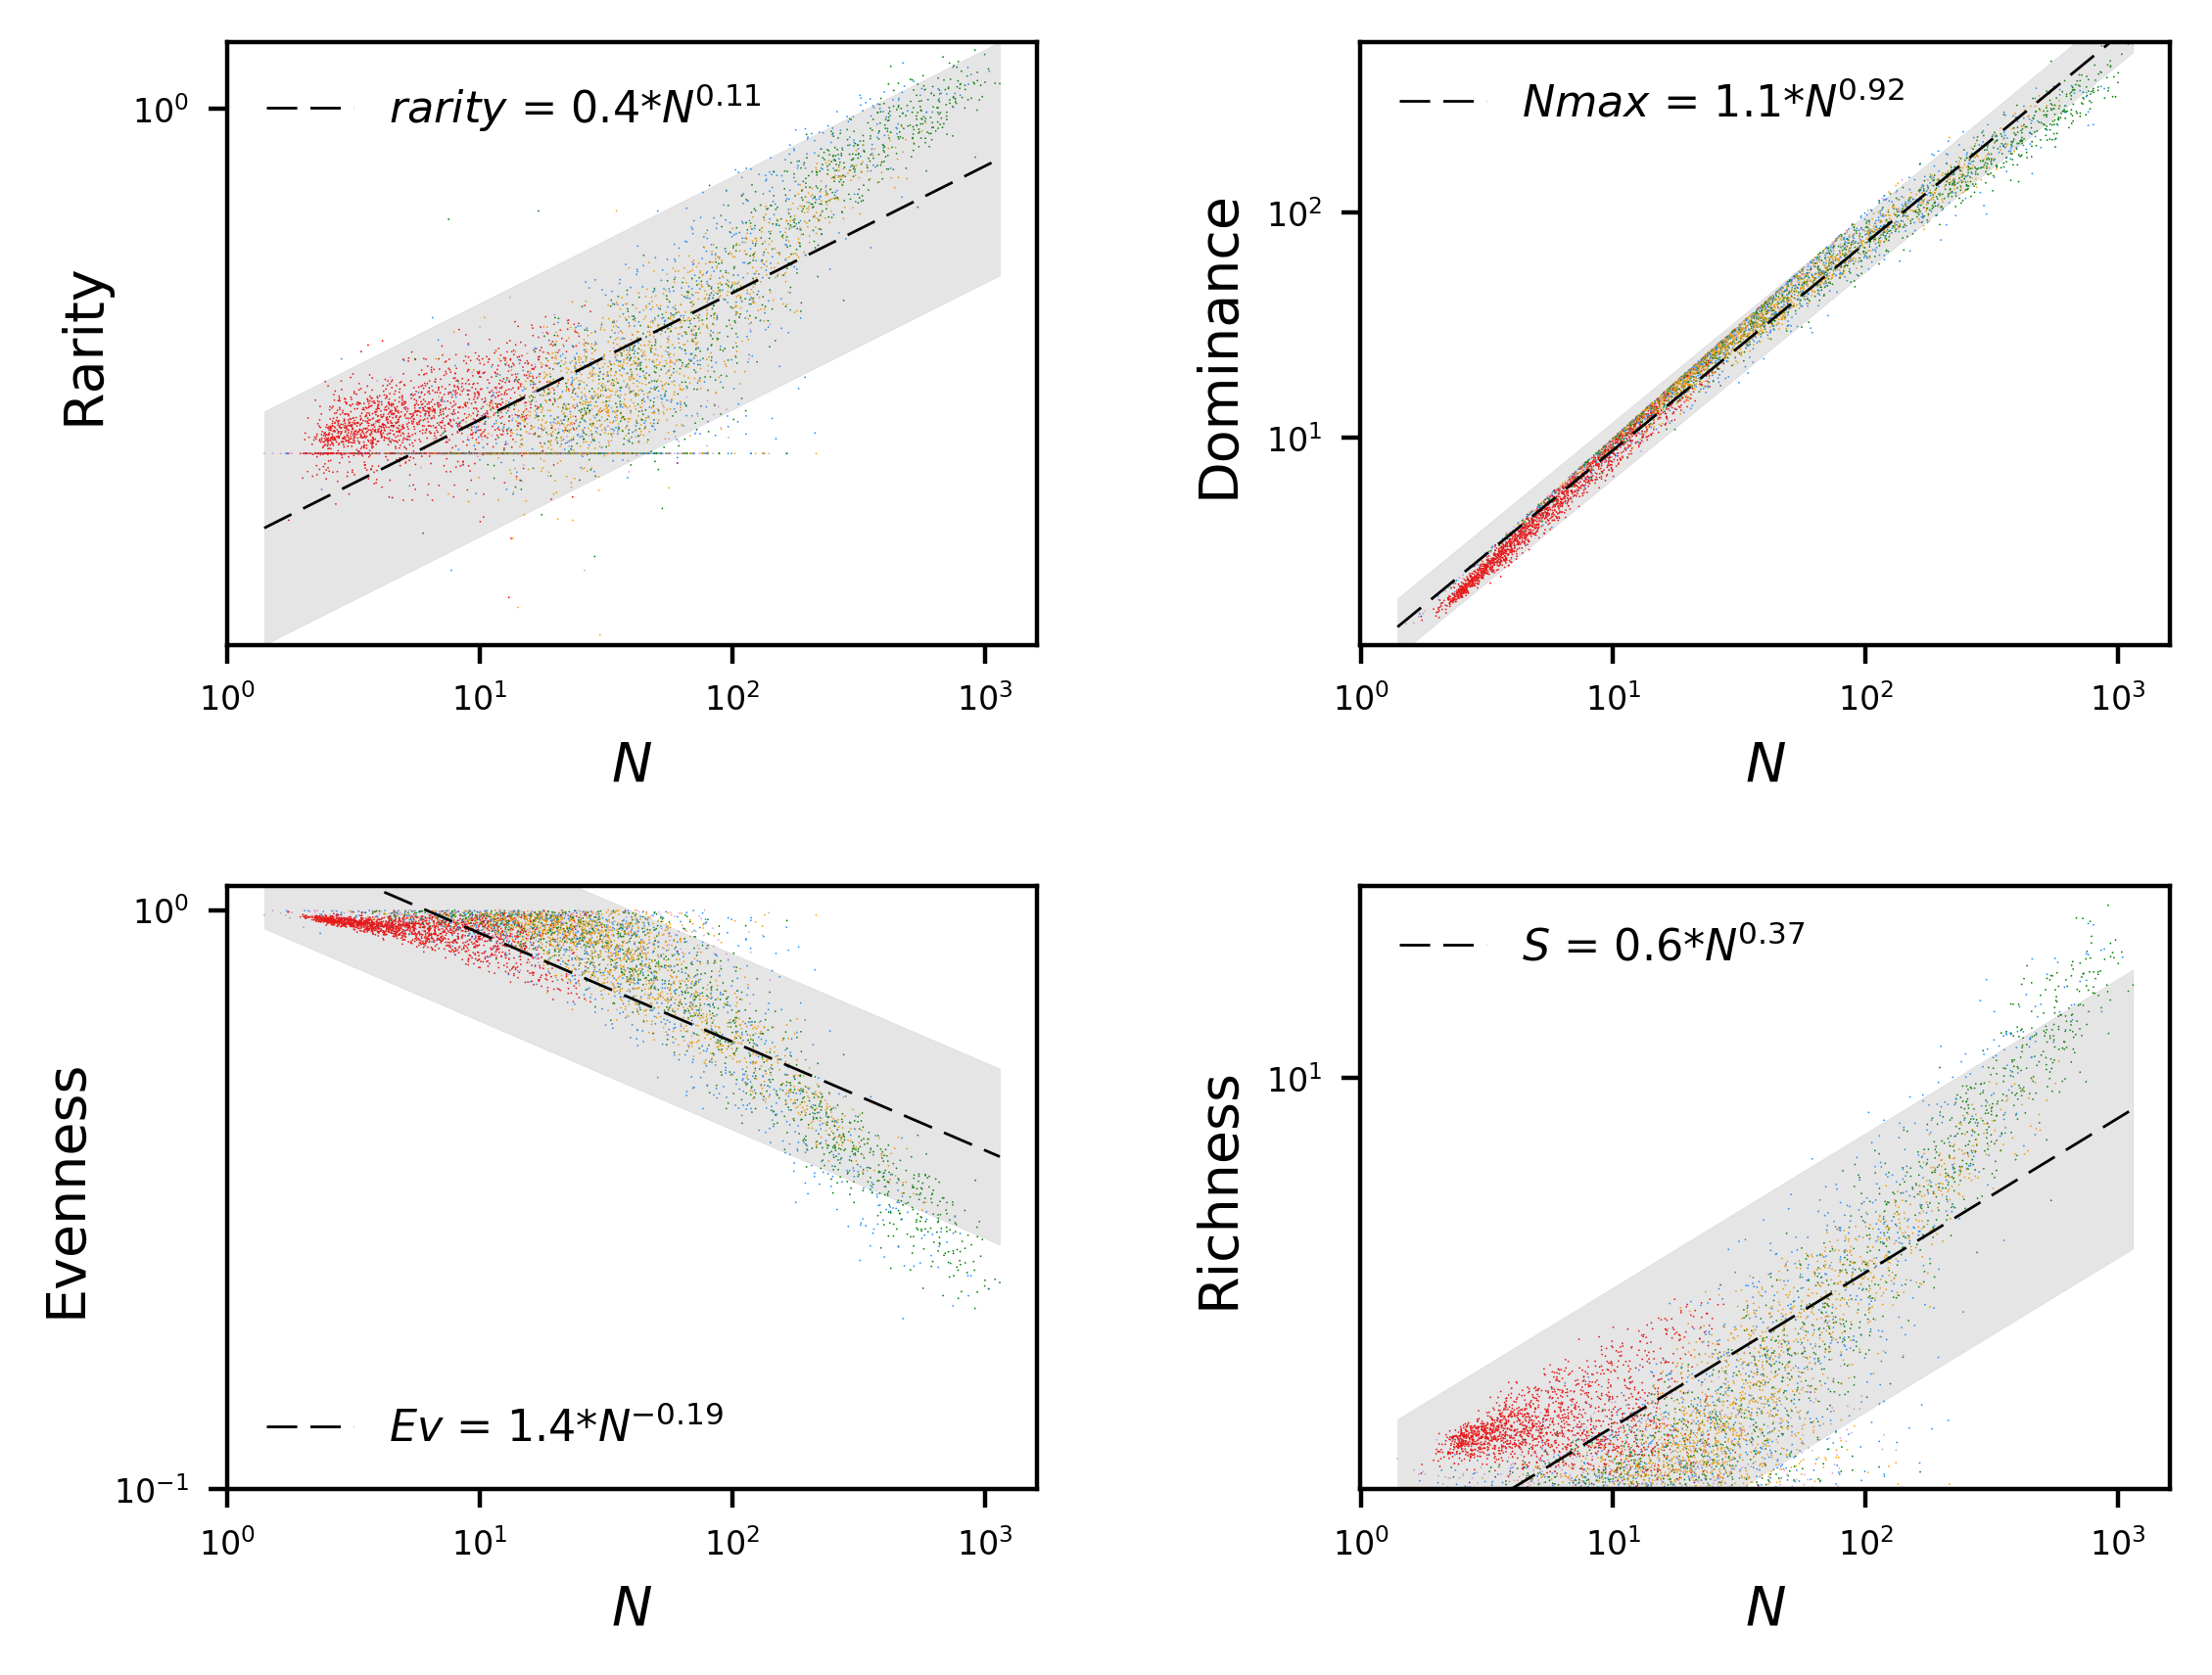 Rarity
10⁰
rarity = 0.4*N^0.11
10⁰ 10¹ 10² 10³
N
Dominance
10²
10¹
Nmax = 1.1*N^0.92
10⁰ 10¹ 10² 10³
N
Evenness
10⁰
10⁻¹
Ev = 1.4*N^−0.19
10⁰ 10¹ 10² 10³
N
Richness
10¹
S = 0.6*N^0.37
10⁰ 10¹ 10² 10³
N